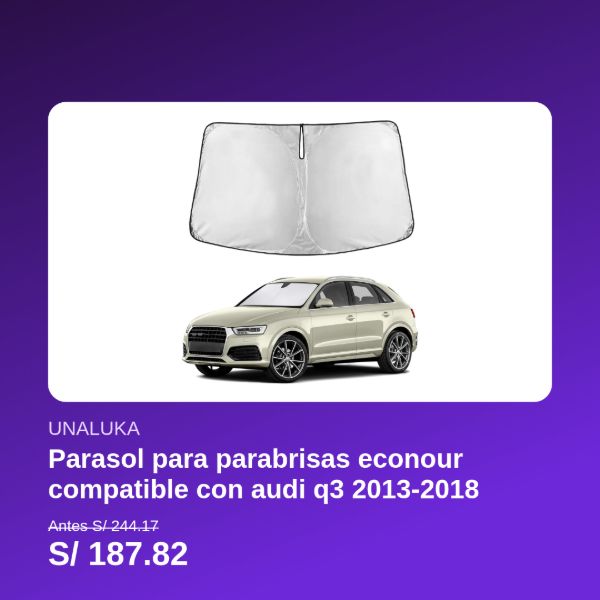 UNALUKA
Parasol para parabrisas econour
compatible con audi q3 2013-2018
Antes S/ 244.17
S/ 187.82